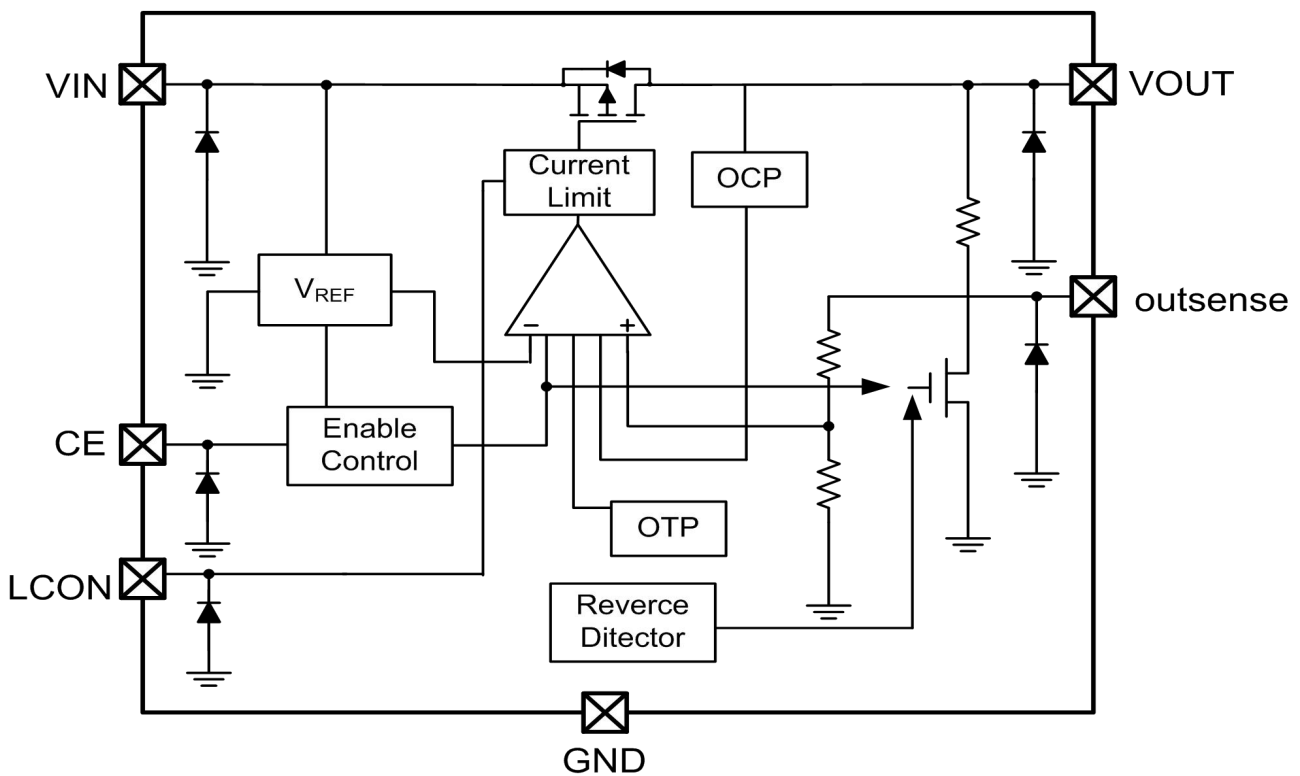 VIN
VOUT
Current
Limit
OCP
VREF
outsense
−
+
CE
Enable
Control
OTP
LCON
Reverce
Ditector
GND